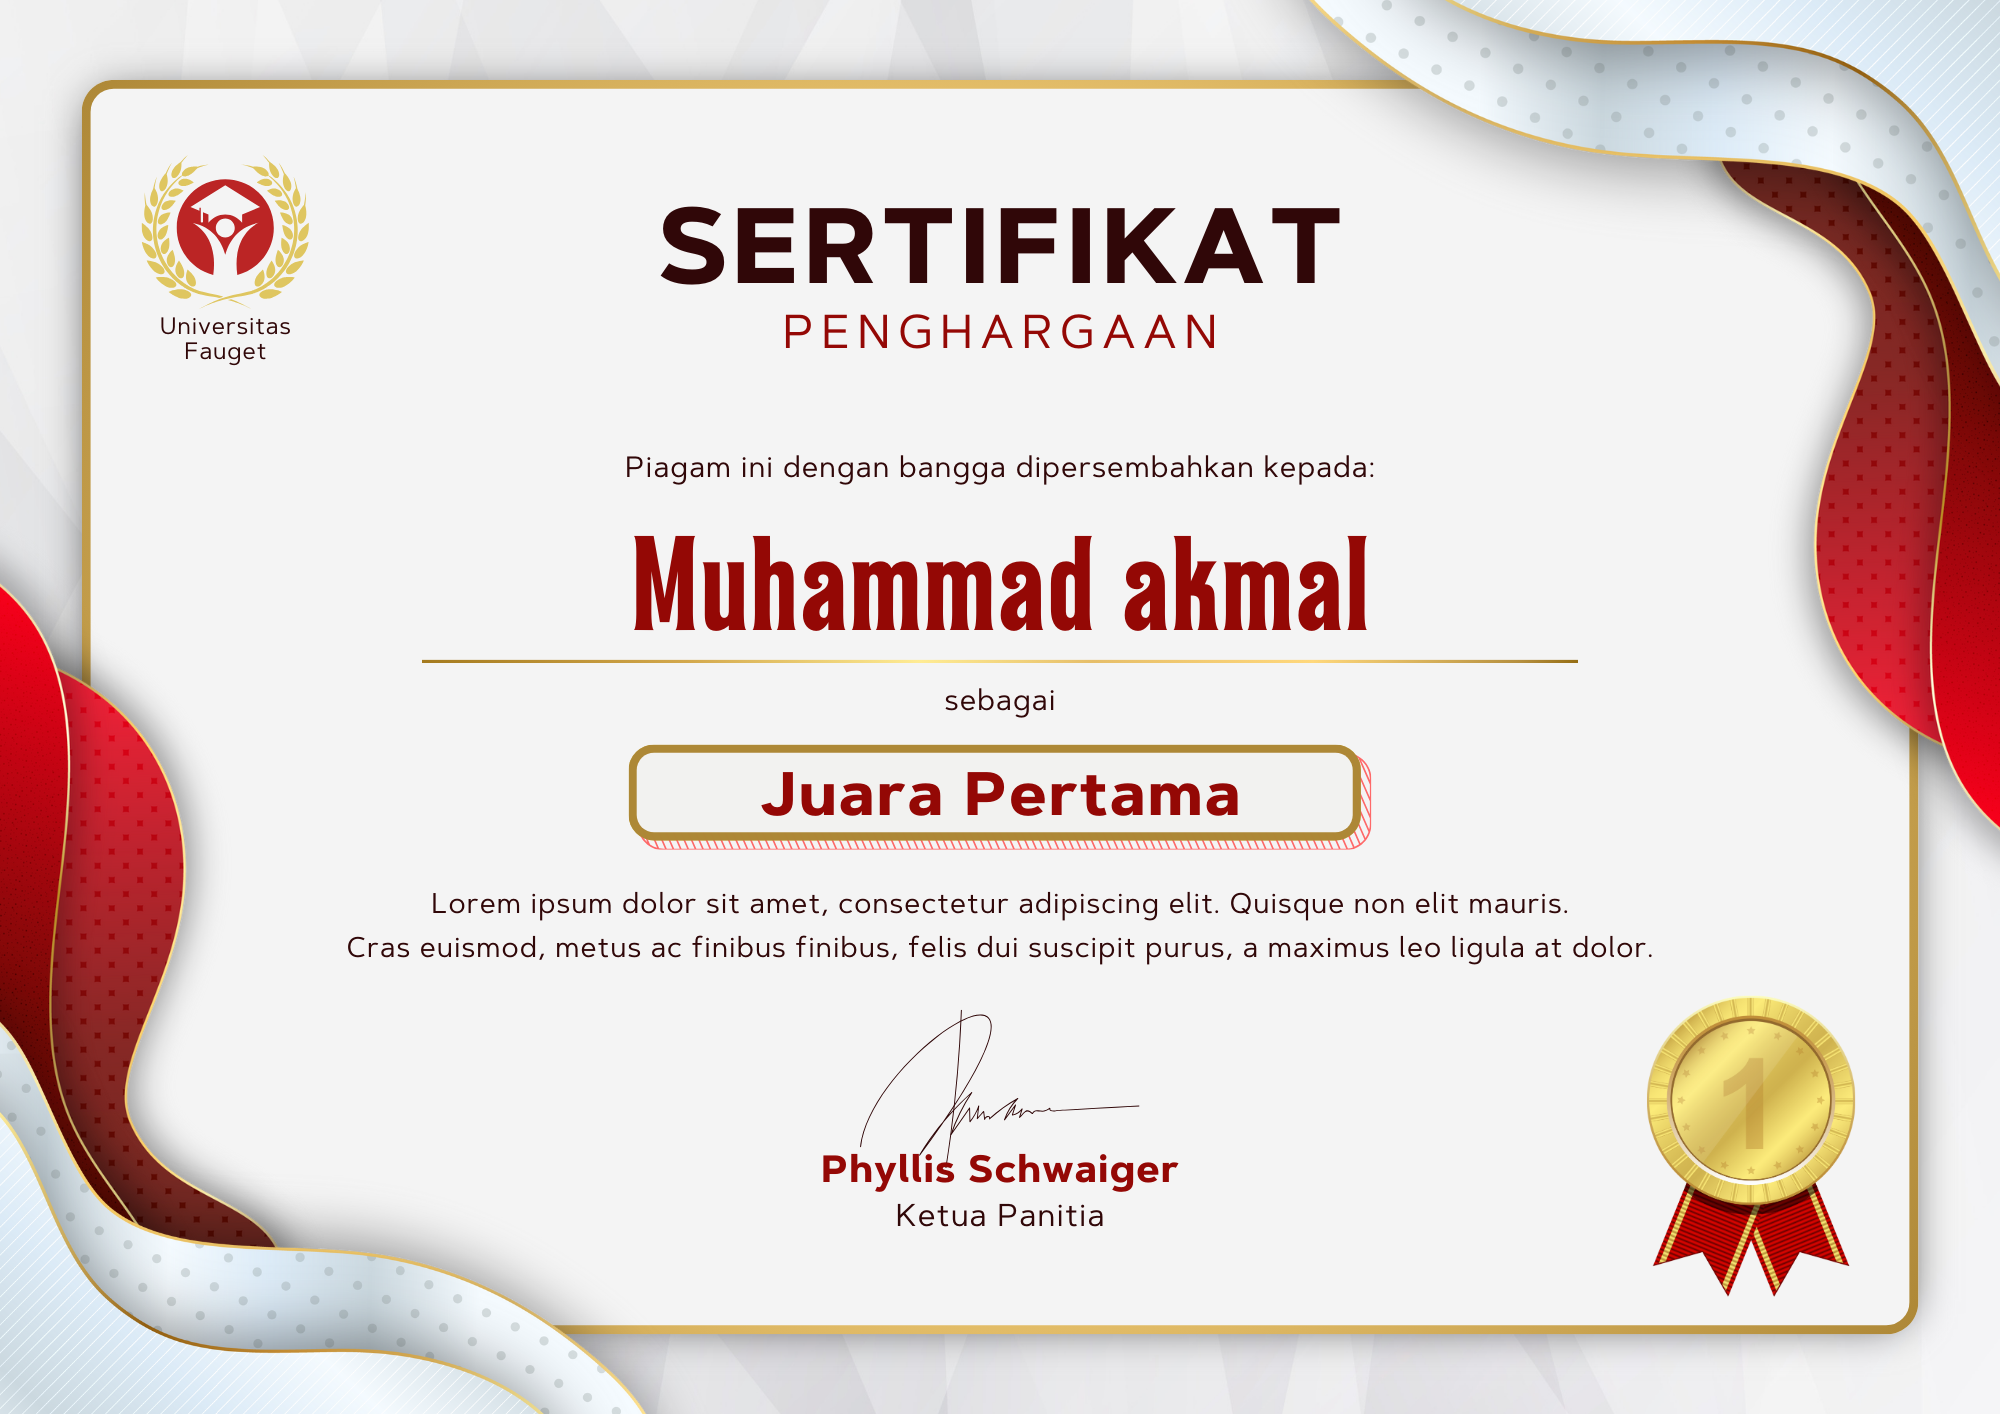 Universitas
Fauget
SERTIFIKAT
PENGHARGAAN
Piagam ini dengan bangga dipersembahkan kepada:
Muhammad akmal
sebagai
Juara Pertama
Lorem ipsum dolor sit amet, consectetur adipiscing elit. Quisque non elit mauris.
Cras euismod, metus ac finibus finibus, felis dui suscipit purus, a maximus leo ligula at dolor.
Phyllis Schwaiger
Ketua Panitia
1